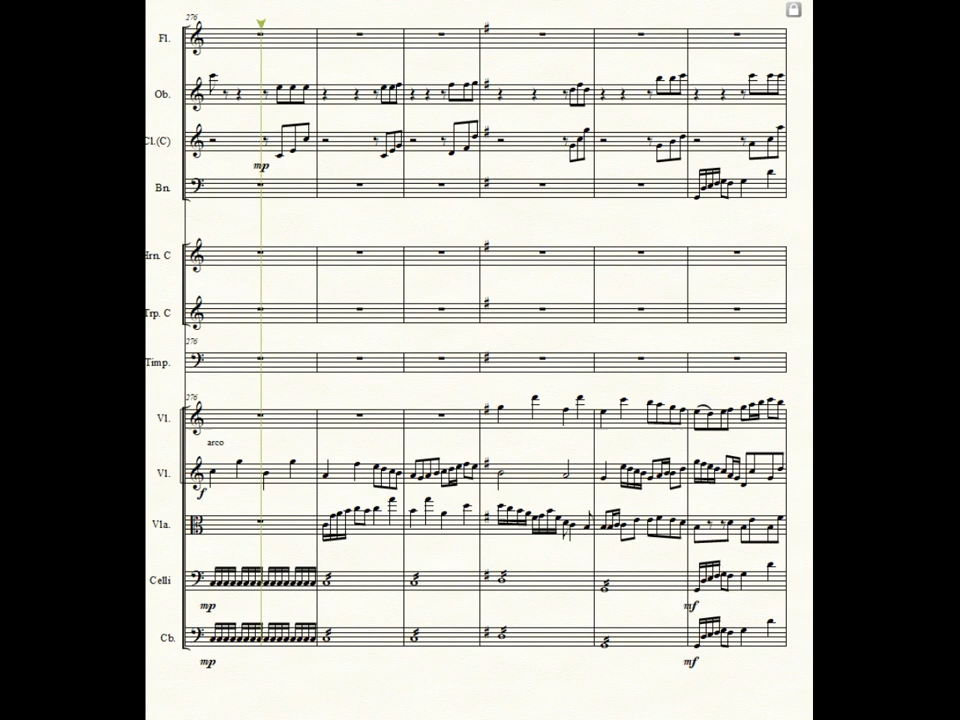 276
Fl.
Ob.
Cl.(C)
mp
Bn.
Hrn. C
Trp. C
276
Timp.
276
Vl.
arco
Vl.
f
Vla.
Celli
mp mf
Cb.
mp mf